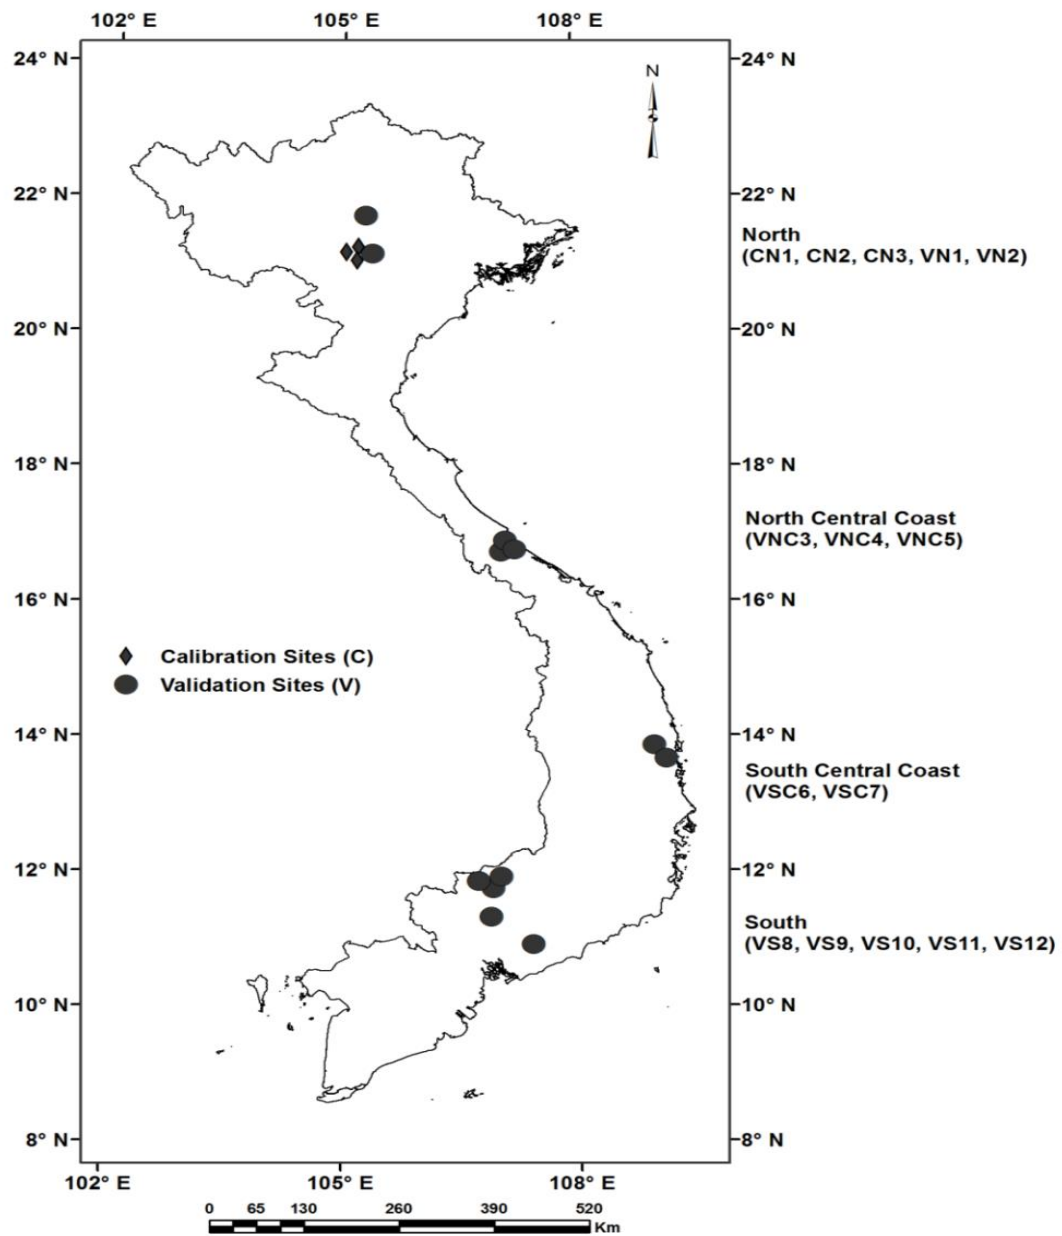 102° E 105° E 108° E
24° N 24° N
N
22° N 22° N
North
(CN1, CN2, CN3, VN1, VN2)
20° N 20° N
18° N 18° N
North Central Coast
(VNC3, VNC4, VNC5)
16° N 16° N
Calibration Sites (C)
Validation Sites (V)
14° N 14° N
South Central Coast
(VSC6, VSC7)
12° N 12° N
South
(VS8, VS9, VS10, VS11, VS12)
10° N 10° N
8° N 8° N
102° E 105° E 108° E
0 65 130 260 390 520
Km